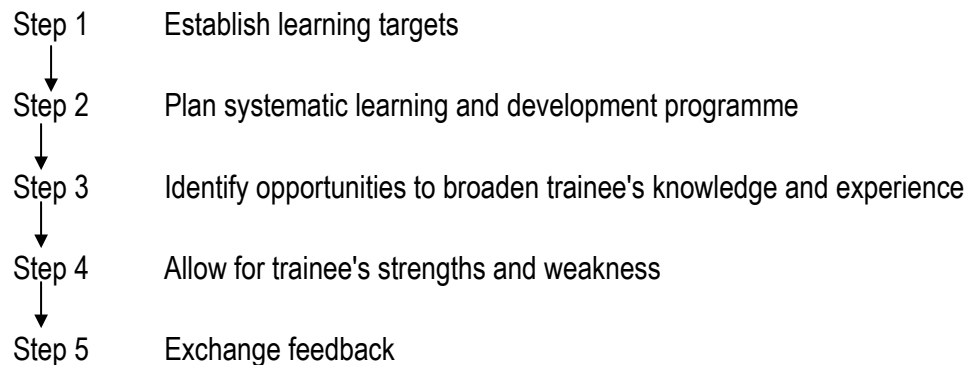 Step 1 Establish learning targets
Step 2 Plan systematic learning and development programme
Step 3 Identify opportunities to broaden trainee's knowledge and experience
Step 4 Allow for trainee's strengths and weakness
Step 5 Exchange feedback